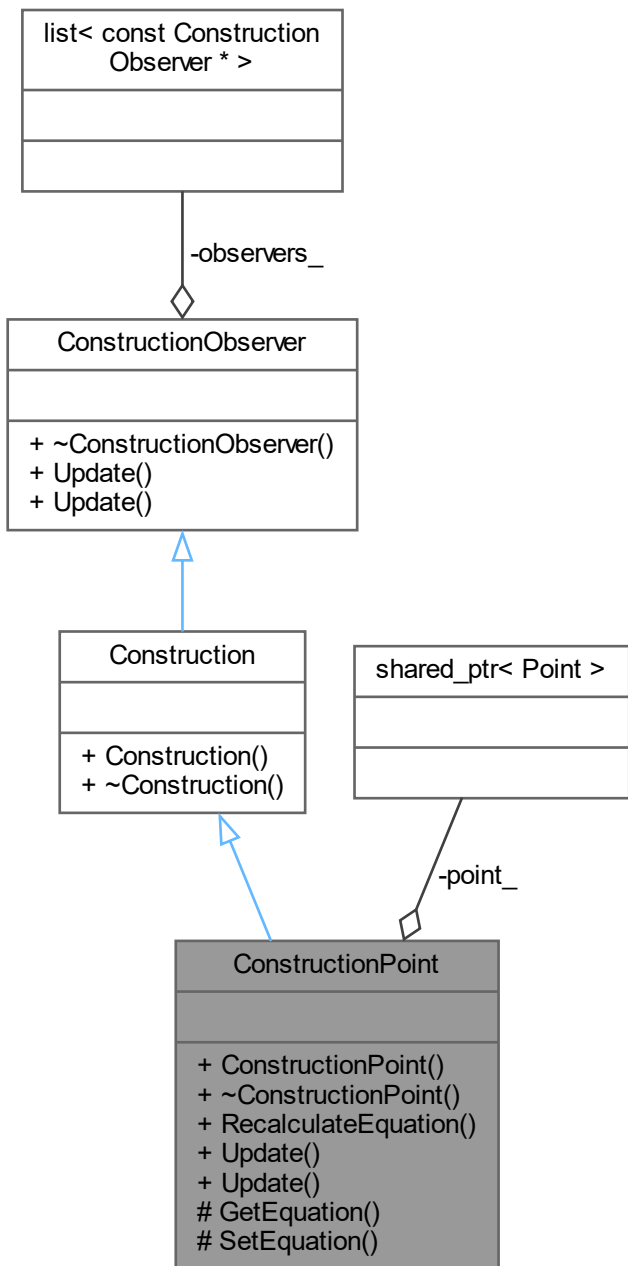 list< const Construction
Observer * >
-observers_
ConstructionObserver
+ ~ConstructionObserver()
+ Update()
+ Update()
Construction
+ Construction()
+ ~Construction()
shared_ptr< Point >
-point_
ConstructionPoint
+ ConstructionPoint()
+ ~ConstructionPoint()
+ RecalculateEquation()
+ Update()
+ Update()
# GetEquation()
# SetEquation()